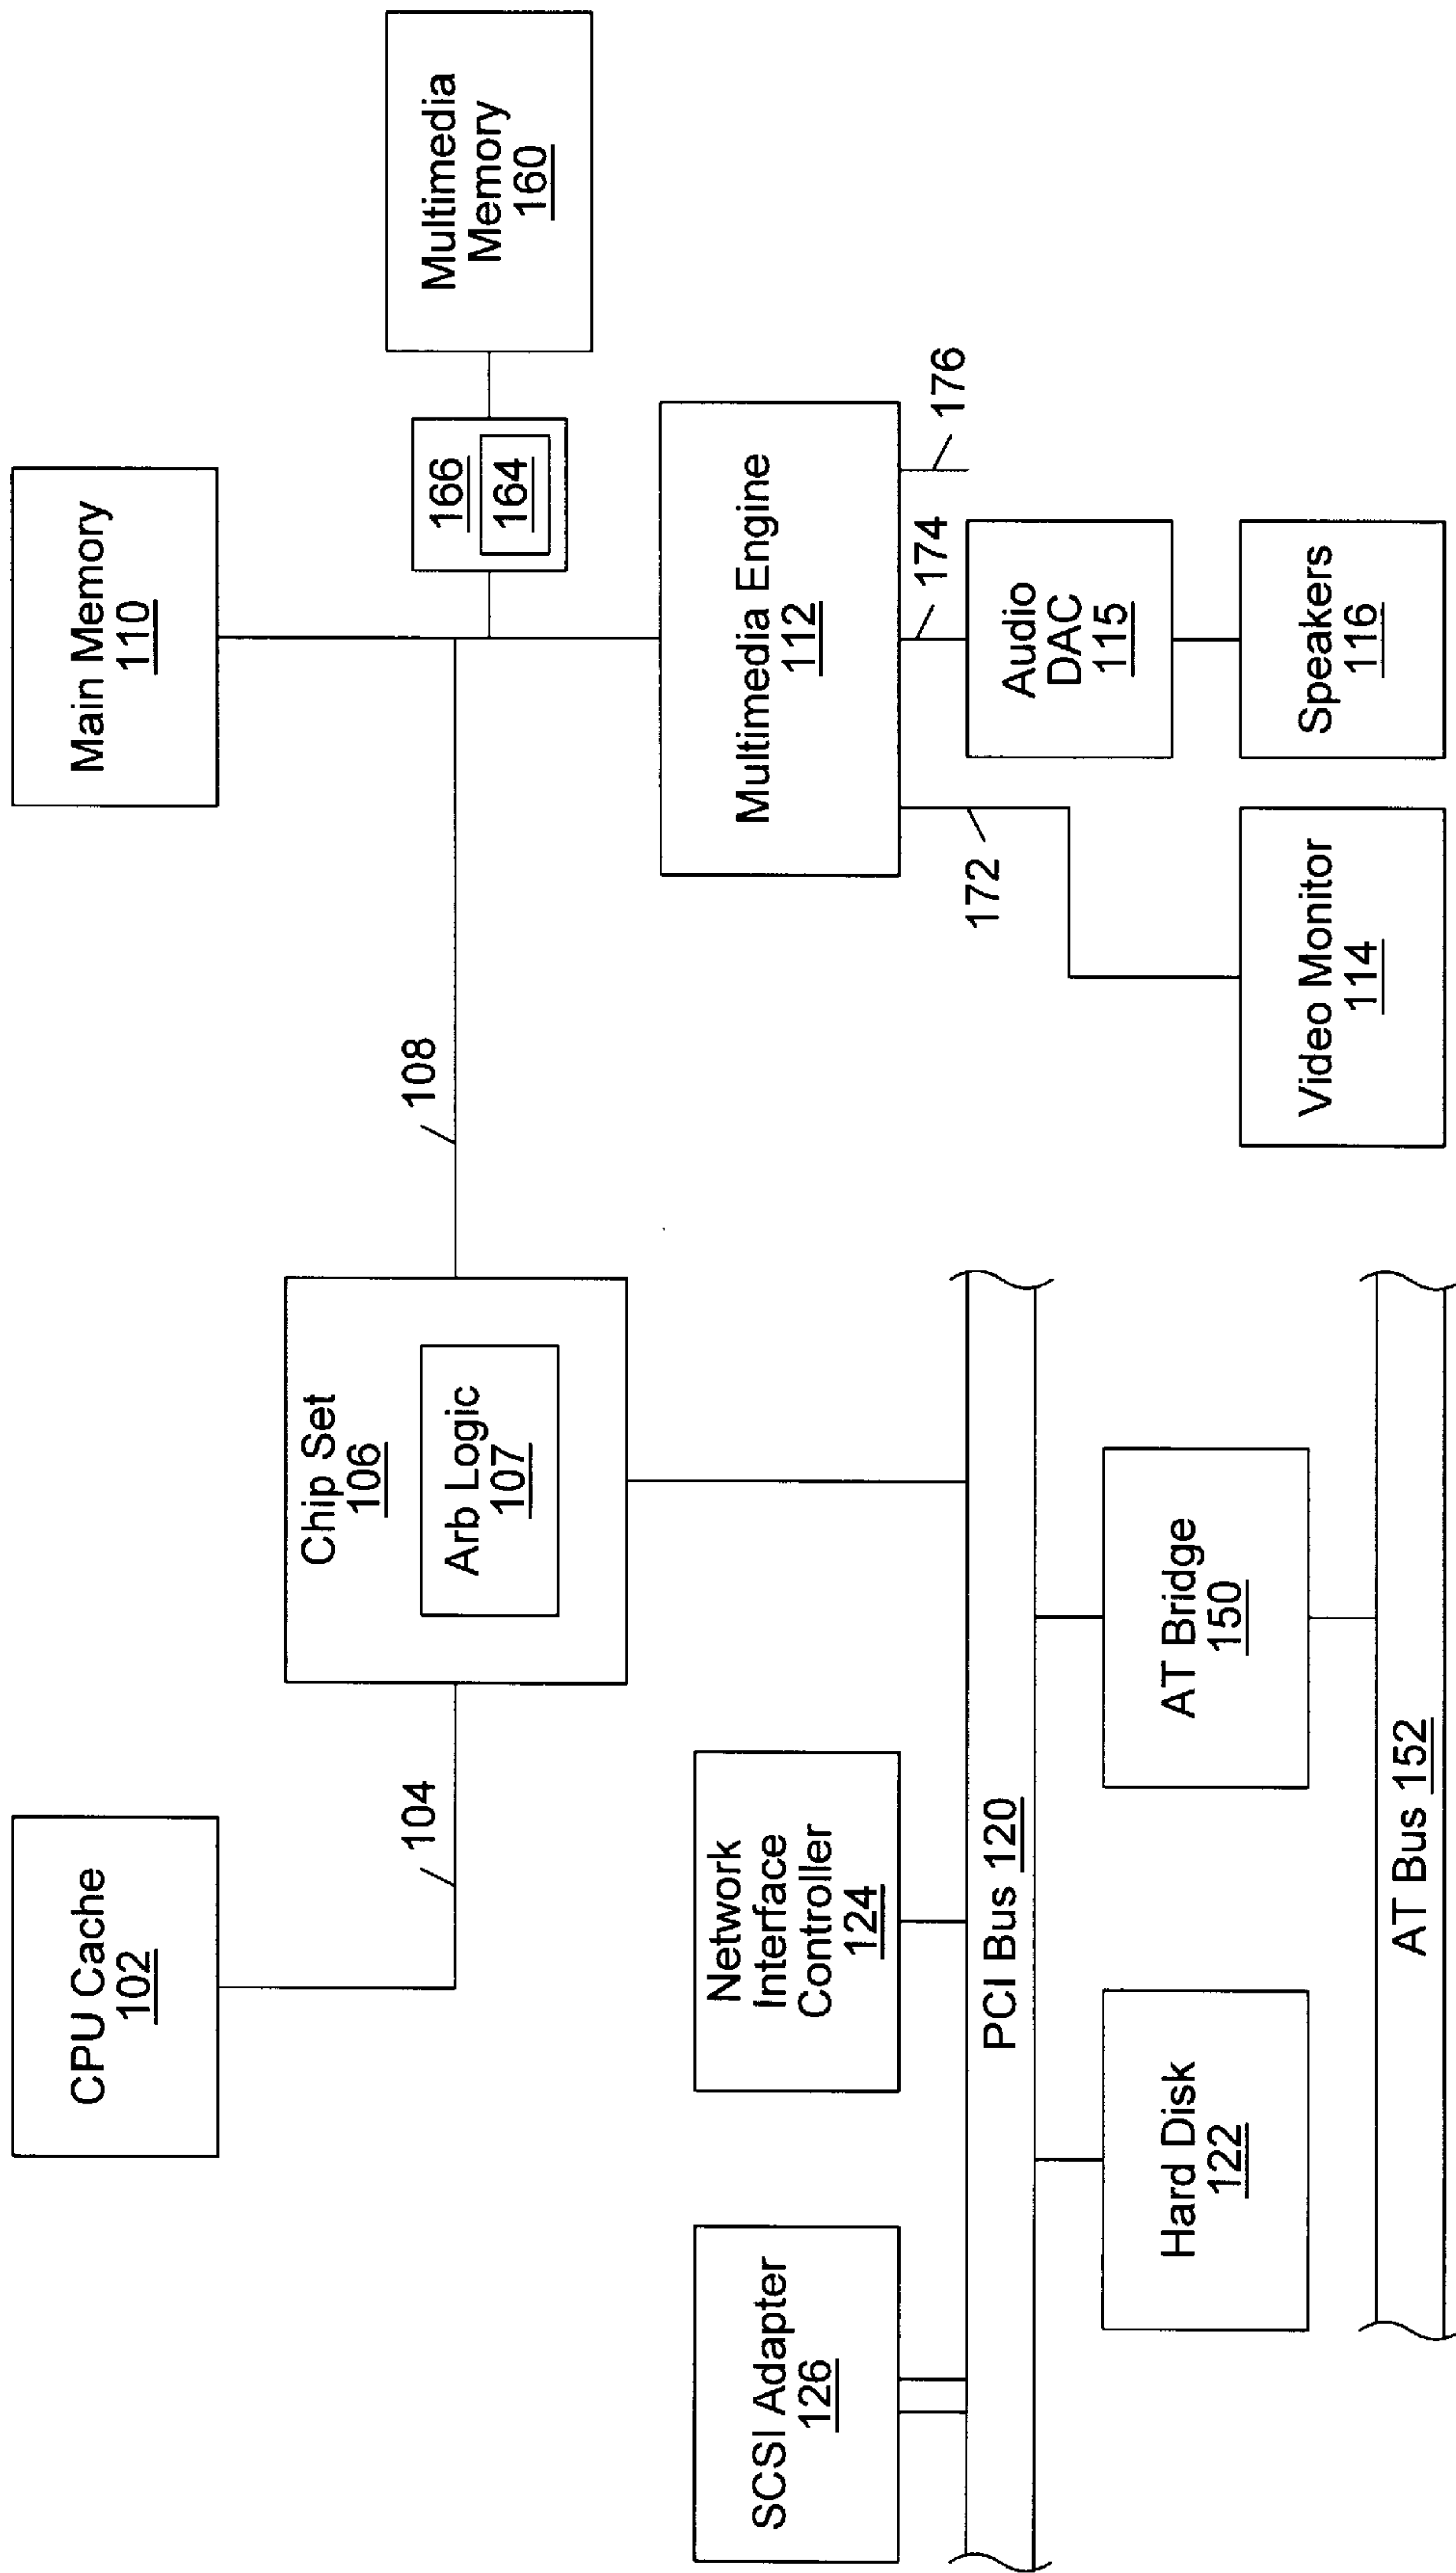 CPU Cache
102
Main Memory
110
104
Chip Set
106
Arb Logic
107
108
166
164
Multimedia
Memory
160
SCSI Adapter
126
Network
Interface
Controller
124
Multimedia Engine
112
172
174
176
PCI Bus 120
Audio
DAC
115
Hard Disk
122
AT Bridge
150
Video Monitor
114
Speakers
116
AT Bus 152